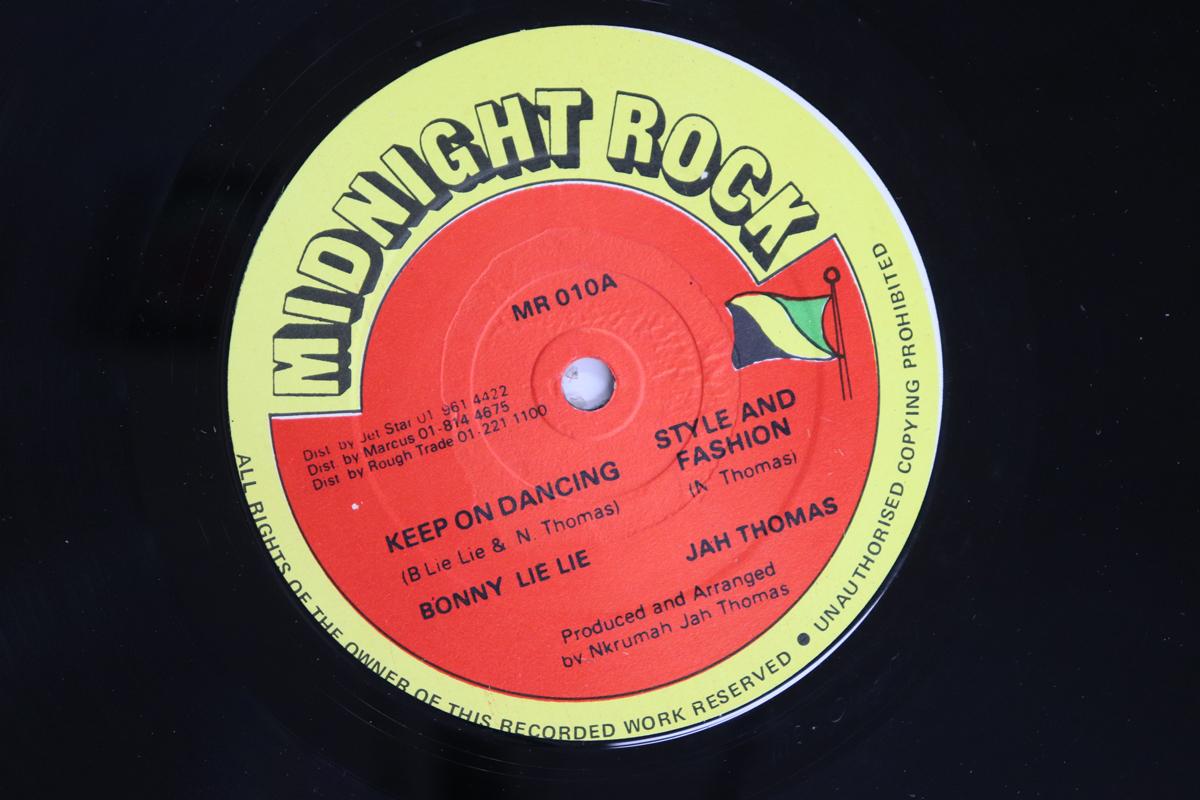 MIDNIGHT ROCK
MR 010A
Dist by Jet Star 01 961 4422
Dist by Marcus 01-814 4675
Dist by Rough Trade 01-221 1100
KEEP ON DANCING
(B Lie Lie & N. Thomas)
BONNY LIE LIE
STYLE AND
FASHION
(N Thomas)
JAH THOMAS
Produced and Arranged
by Nkrumah Jah Thomas
ALL RIGHTS OF THE OWNER OF THIS RECORDED WORK RESERVED ● UNAUTHORISED COPYING PROHIBITED